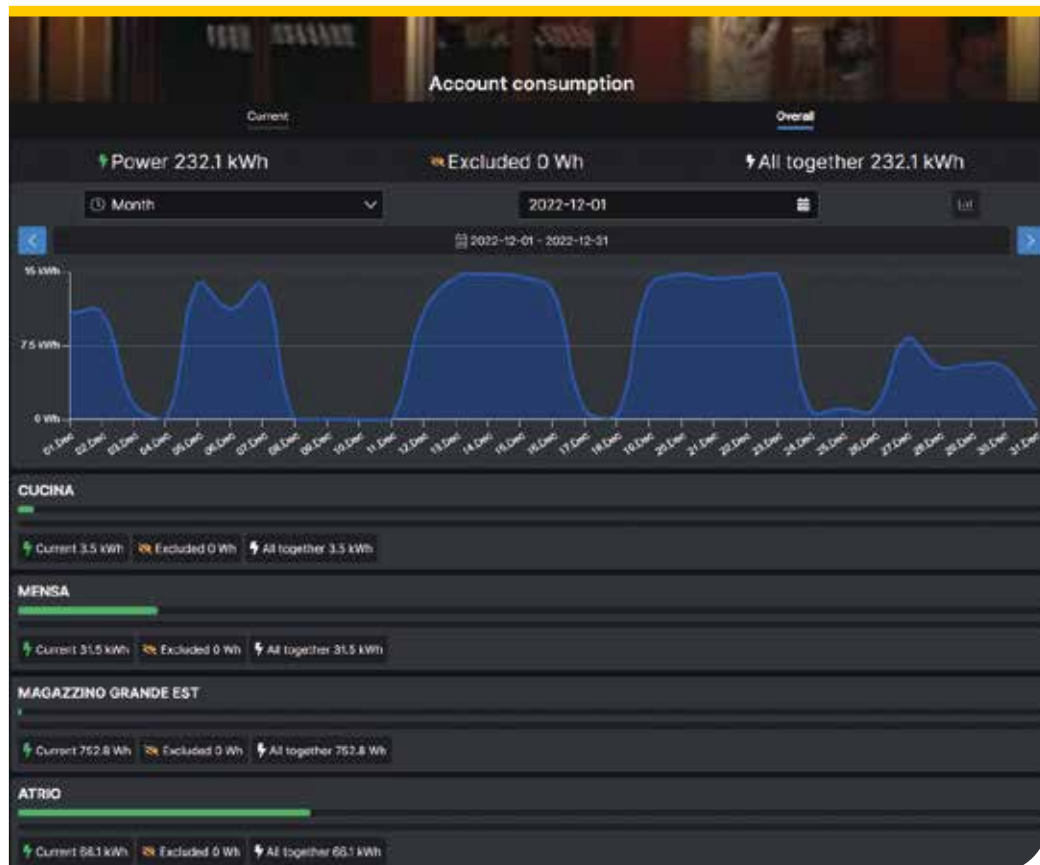 Account consumption
Current Overall
Power 232.1 kWh Excluded 0 Wh All together 232.1 kWh
Month 2022-12-01
2022-12-01 - 2022-12-31
15 kWh
7.5 kWh
0 Wh
01.Dec 02.Dec 03.Dec 04.Dec 05.Dec 06.Dec 07.Dec 08.Dec 09.Dec 10.Dec 11.Dec 12.Dec 13.Dec 14.Dec 15.Dec 16.Dec 17.Dec 18.Dec 19.Dec 20.Dec 21.Dec 22.Dec 23.Dec 24.Dec 25.Dec 26.Dec 27.Dec 28.Dec 29.Dec 30.Dec 31.Dec
CUCINA
Current 3.5 kWh Excluded 0 Wh All together 3.5 kWh
MENSA
Current 31.5 kWh Excluded 0 Wh All together 31.5 kWh
MAGAZZINO GRANDE EST
Current 752.8 Wh Excluded 0 Wh All together 752.8 Wh
ATRIO
Current 66.1 kWh Excluded 0 Wh All together 66.1 kWh